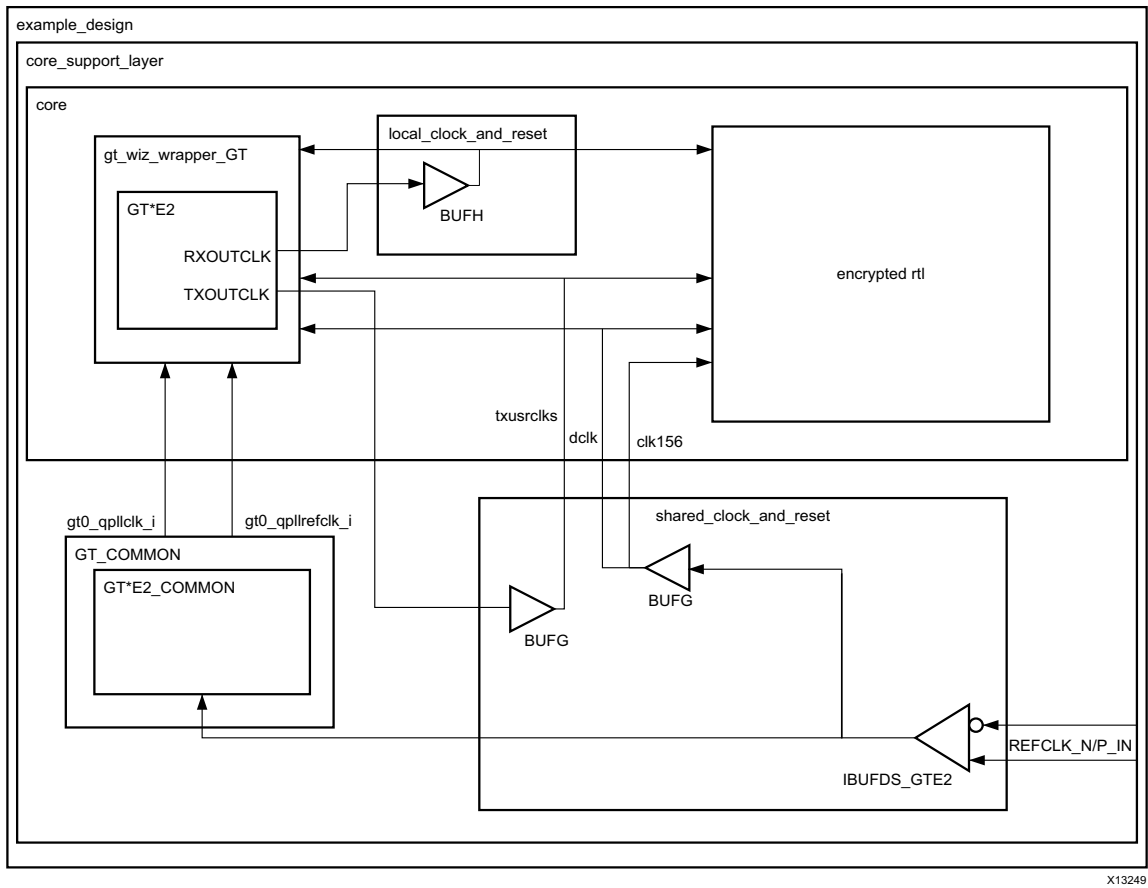 example_design
core_support_layer
core
local_clock_and_reset
gt_wiz_wrapper_GT
GT*E2
BUFH
RXOUTCLK
TXOUTCLK
encrypted rtl
txusrclks
dclk
clk156
gt0_qpllclk_i
gt0_qpllrefclk_i
shared_clock_and_reset
GT_COMMON
GT*E2_COMMON
BUFG
BUFG
REFCLK_N/P_IN
IBUFDS_GTE2
X13249